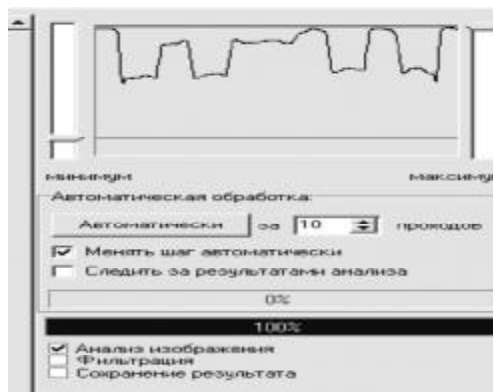 минимум максимум
Автоматическая обработка:
Автоматически за 10 проходов
Менять шаг автоматически
Следить за результатами анализа
0%
100%
Анализ изображения
Фильтрация
Сохранение результата